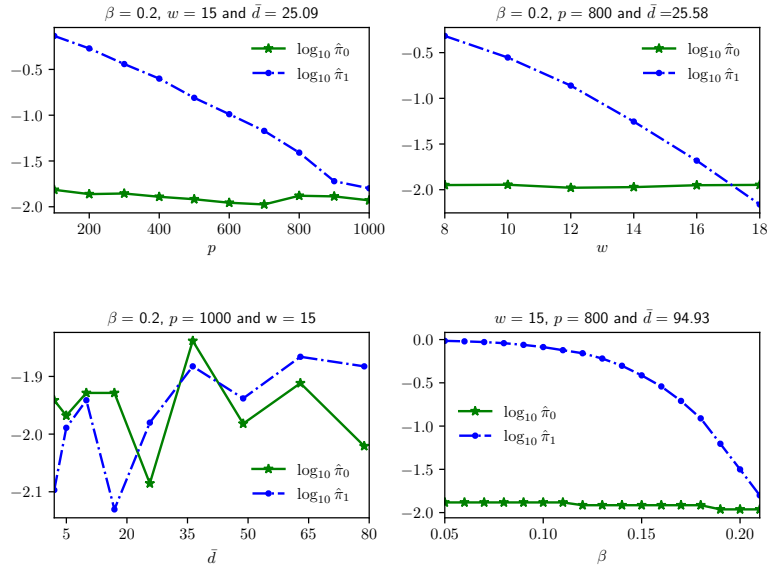 β = 0.2, w = 15 and d̄ = 25.09
log₁₀ π̂₀
log₁₀ π̂₁
−0.5
−1.0
−1.5
−2.0
200 400 600 800 1000
p
β = 0.2, p = 800 and d̄ =25.58
log₁₀ π̂₀
log₁₀ π̂₁
−0.5
−1.0
−1.5
−2.0
8 10 12 14 16 18
w
β = 0.2, p = 1000 and w = 15
−1.9
−2.0
−2.1
log₁₀ π̂₀
log₁₀ π̂₁
5 20 35 50 65 80
d̄
w = 15, p = 800 and d̄ = 94.93
0.0
−0.5
−1.0
−1.5
−2.0
log₁₀ π̂₀
log₁₀ π̂₁
0.05 0.10 0.15 0.20
β